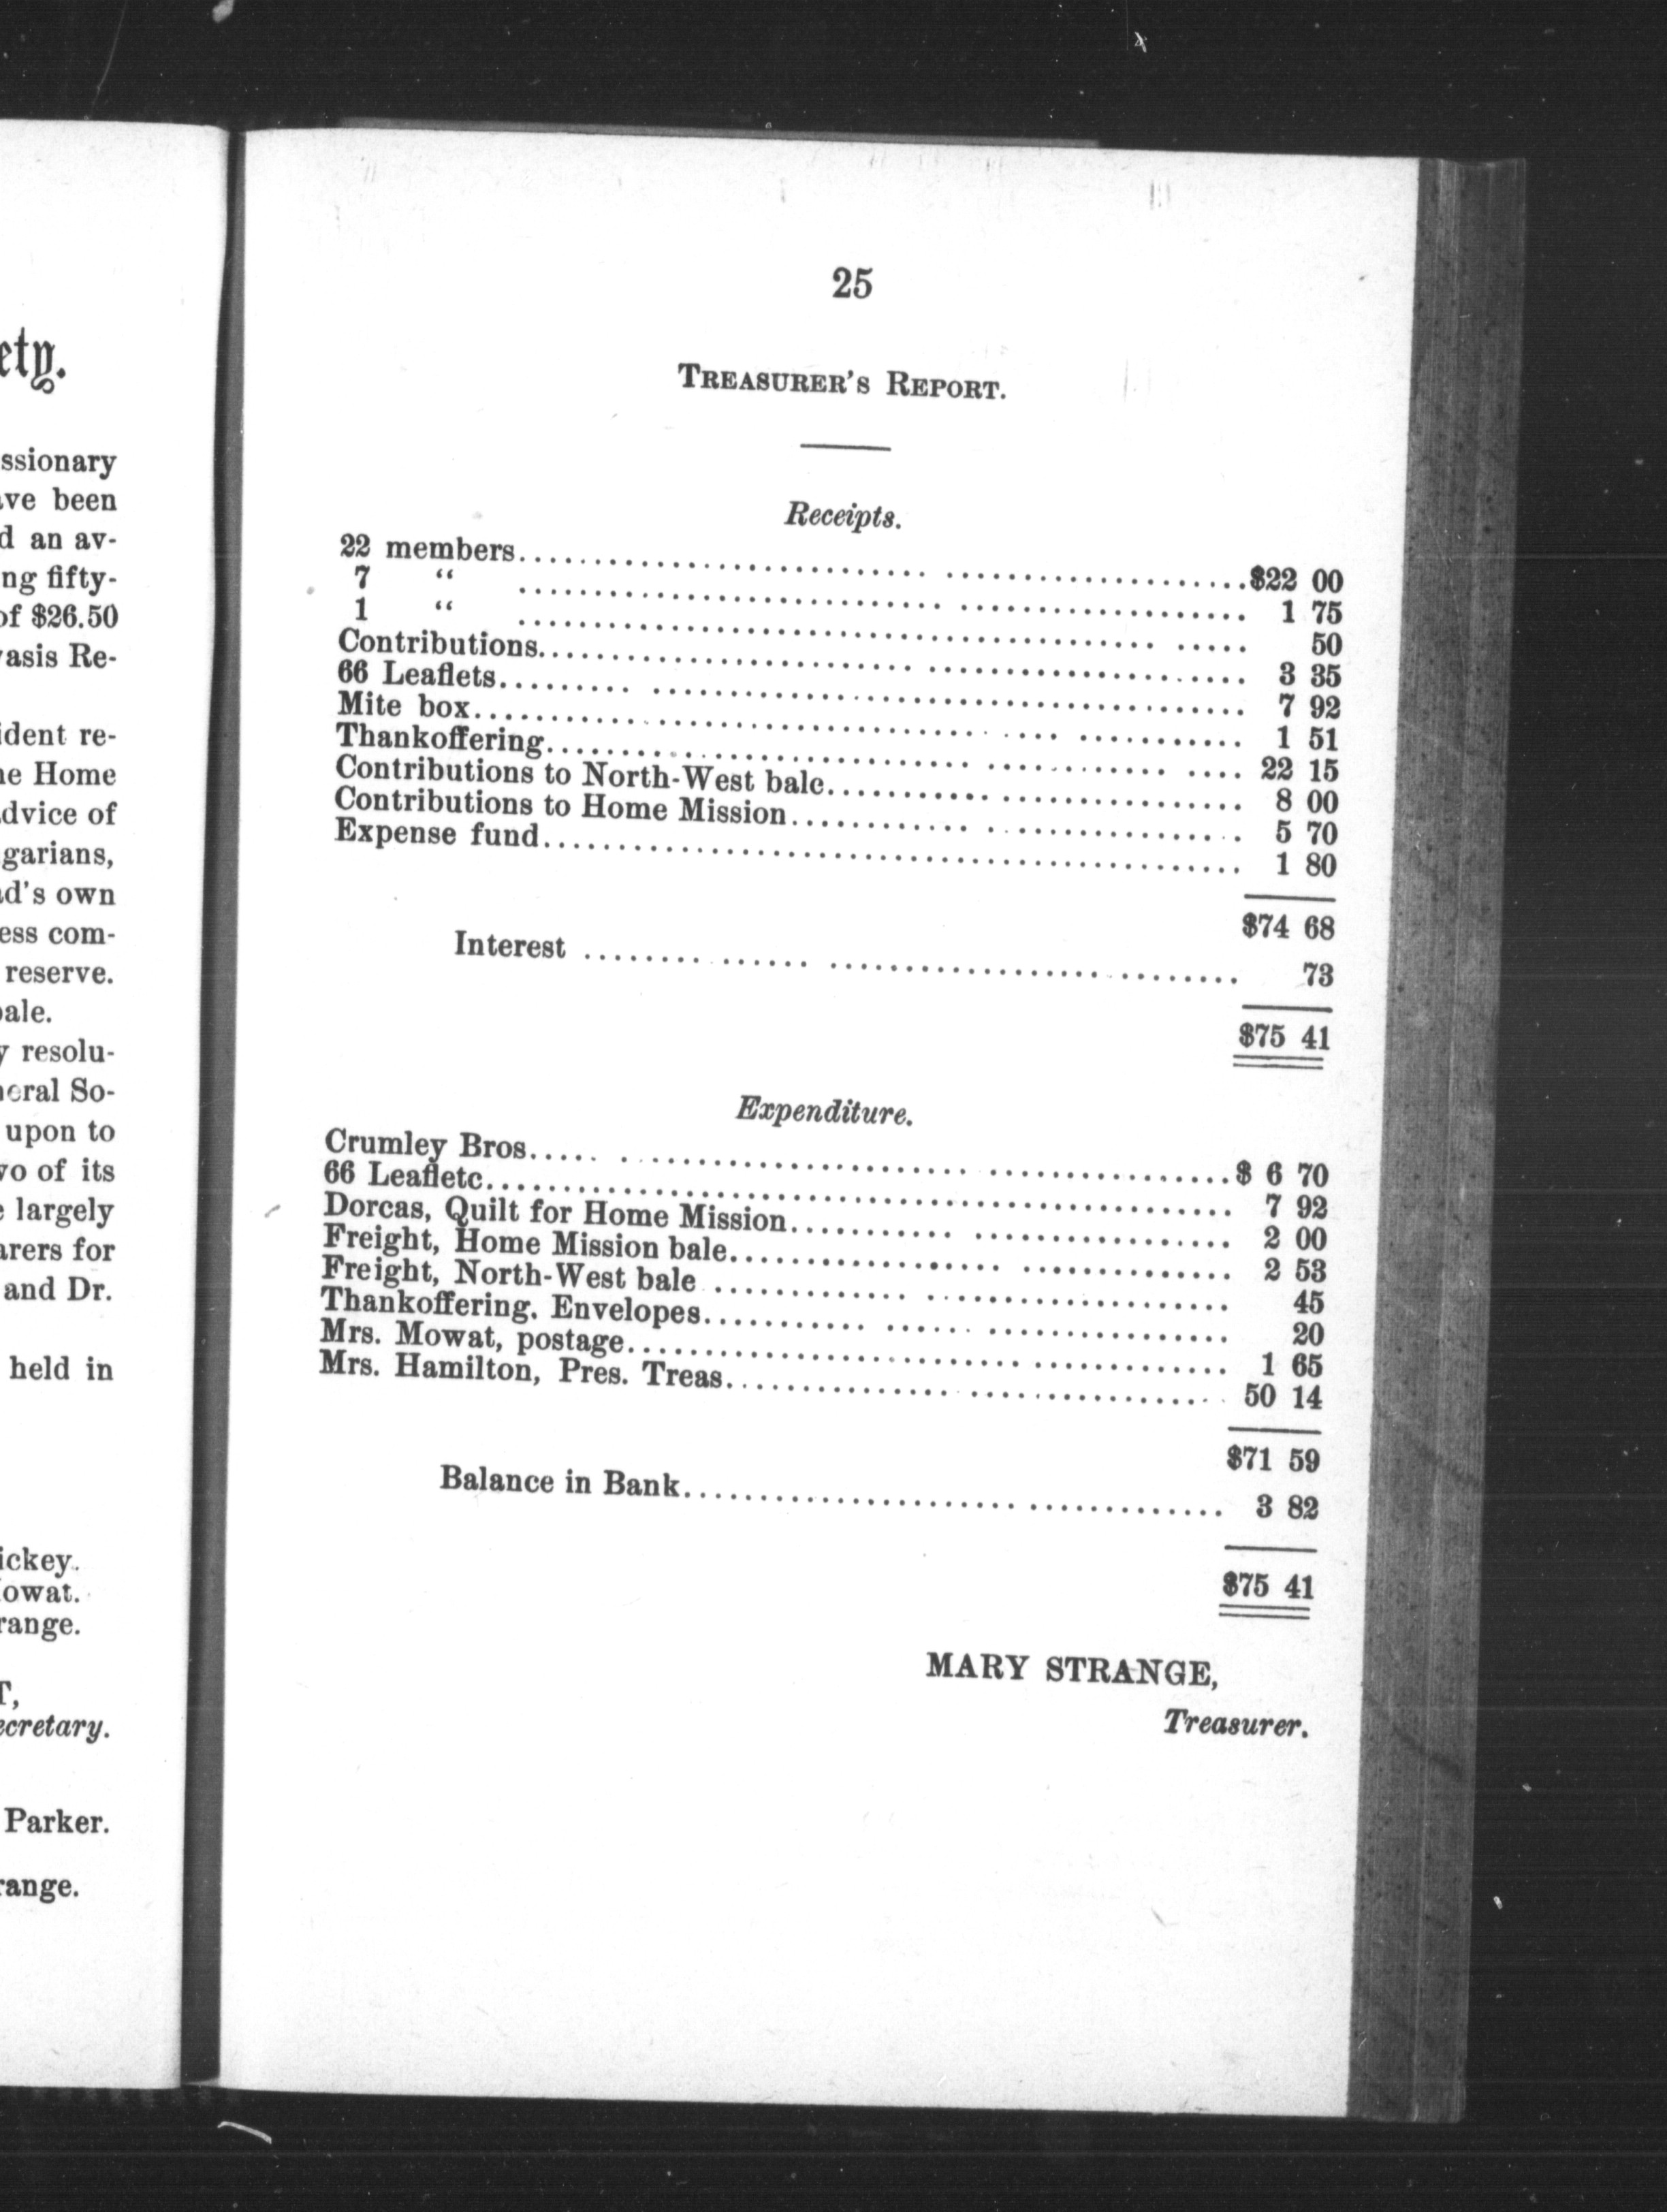 ety.
ssionary
ve been
d an av-
ng fifty-
of $26.50
asis Re-
ident re-
e Home
dvice of
garians,
d's own
ess com-
reserve.
ale.
y resolu-
eral So-
upon to
wo of its
e largely
arers for
and Dr.
held in
ickey.
owat.
range.
T,
ecretary.
Parker.
range.
25
TREASURER'S REPORT.
Receipts.
22 members........ $22 00
7 “ ........ 1 75
1 “ ........ 50
Contributions........ 3 35
66 Leaflets........ 7 92
Mite box........ 1 51
Thankoffering........ 22 15
Contributions to North-West bale........ 8 00
Contributions to Home Mission........ 5 70
Expense fund........ 1 80
$74 68
Interest ........ 73
$75 41
Expenditure.
Crumley Bros........ $ 6 70
66 Leafletc........ 7 92
Dorcas, Quilt for Home Mission........ 2 00
Freight, Home Mission bale........ 2 53
Freight, North-West bale ........ 45
Thankoffering. Envelopes........ 20
Mrs. Mowat, postage........ 1 65
Mrs. Hamilton, Pres. Treas........ 50 14
$71 59
Balance in Bank........ 3 82
$75 41
MARY STRANGE,
Treasurer.